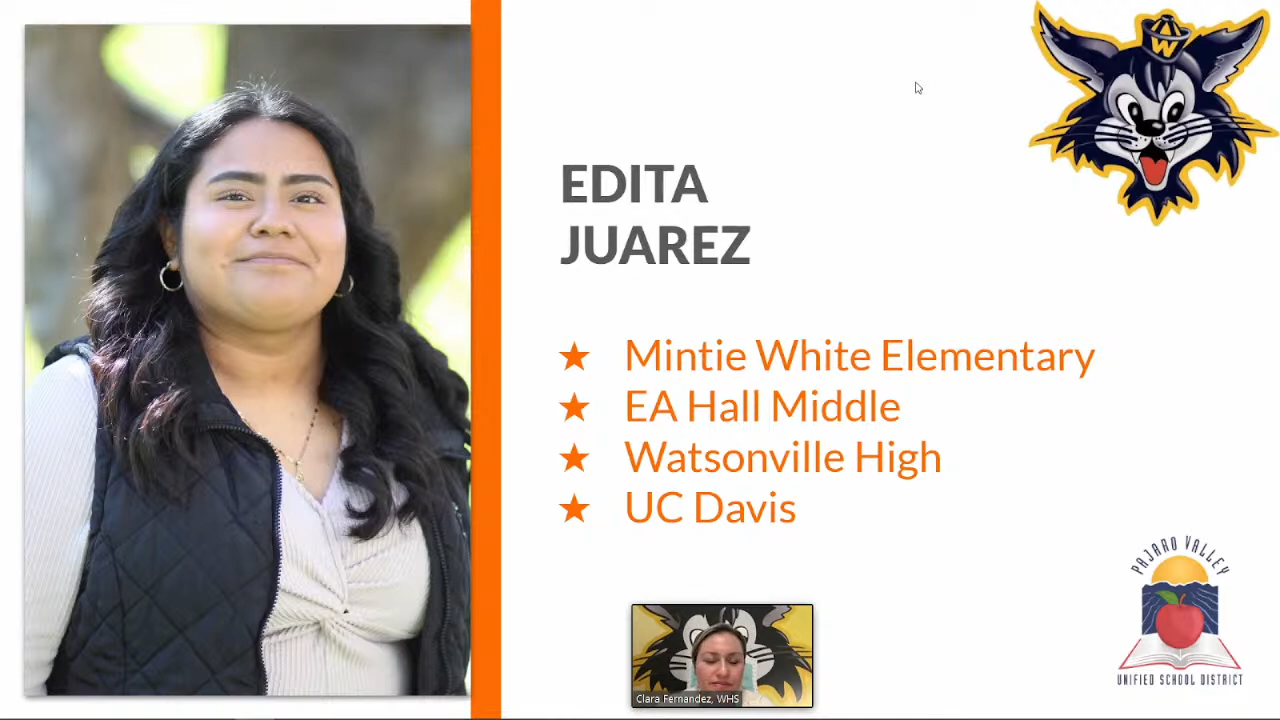 W
EDITA
JUAREZ
★ Mintie White Elementary
★ EA Hall Middle
★ Watsonville High
★ UC Davis
PAJARO VALLEY
UNIFIED SCHOOL DISTRICT
Clara Fernandez, WHS